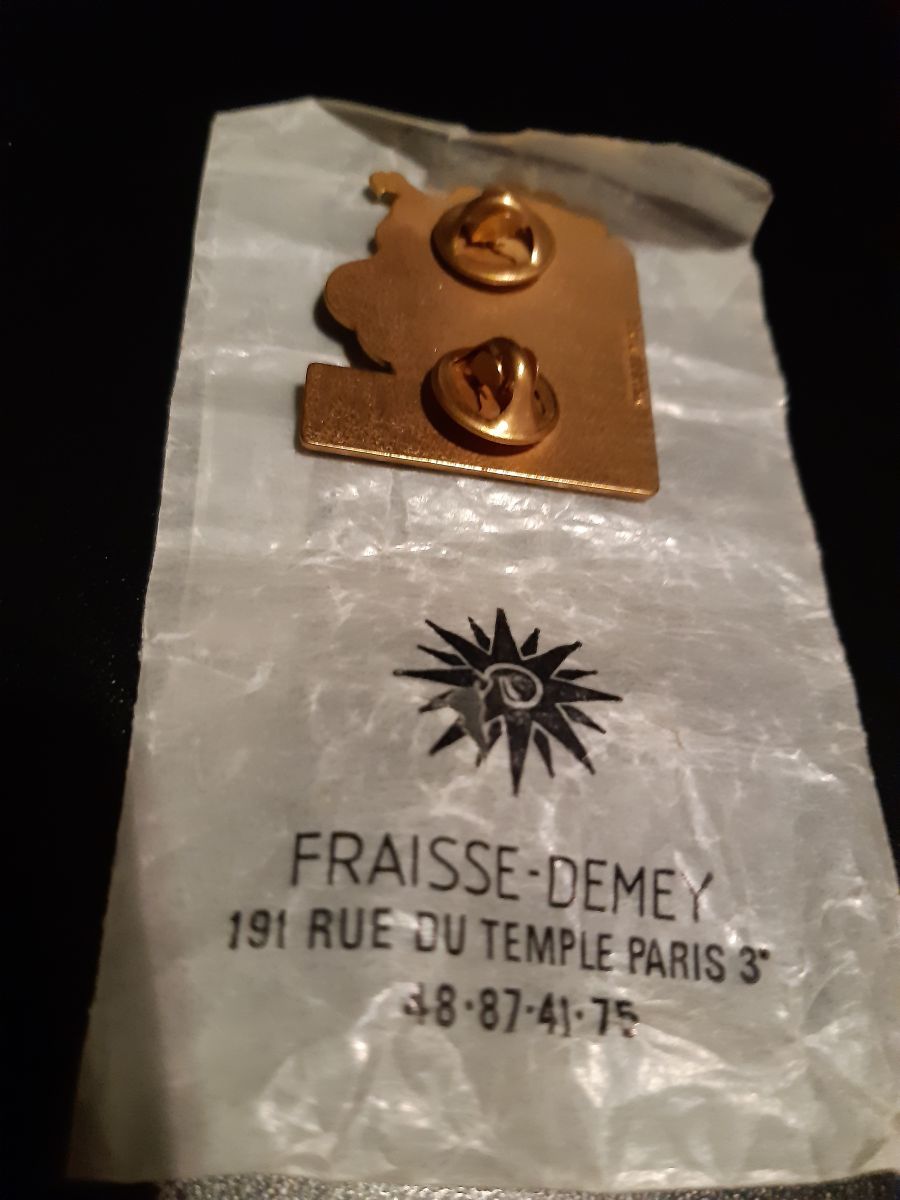 FRAISSE-DEMEY
191 RUE DU TEMPLE PARIS 3e
48·87·41·75